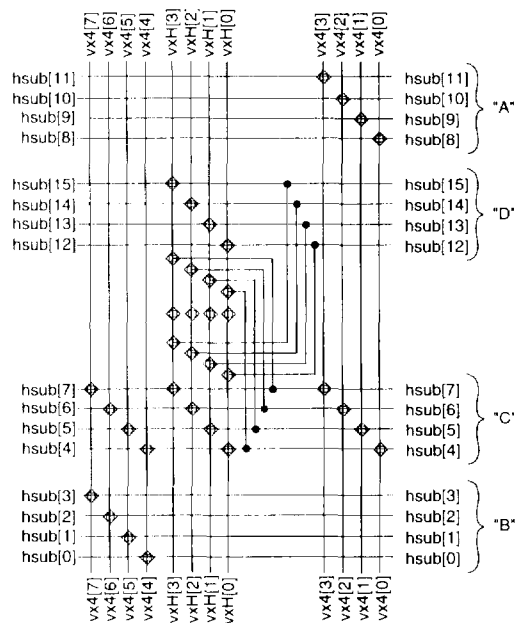 vx4[7] vx4[6] vx4[5] vx4[4] vxH[3] vxH[2] vxH[1] vxH[0] vx4[3] vx4[2] vx4[1] vx4[0]
hsub[11] hsub[11]
hsub[10] hsub[10]
hsub[9] hsub[9]
hsub[8] hsub[8]
"A"
hsub[15] hsub[15]
hsub[14] hsub[14]
hsub[13] hsub[13]
hsub[12] hsub[12]
"D"
hsub[7] hsub[7]
hsub[6] hsub[6]
hsub[5] hsub[5]
hsub[4] hsub[4]
"C"
hsub[3] hsub[3]
hsub[2] hsub[2]
hsub[1] hsub[1]
hsub[0] hsub[0]
"B"
vx4[7] vx4[6] vx4[5] vx4[4] vxH[3] vxH[2] vxH[1] vxH[0] vx4[3] vx4[2] vx4[1] vx4[0]